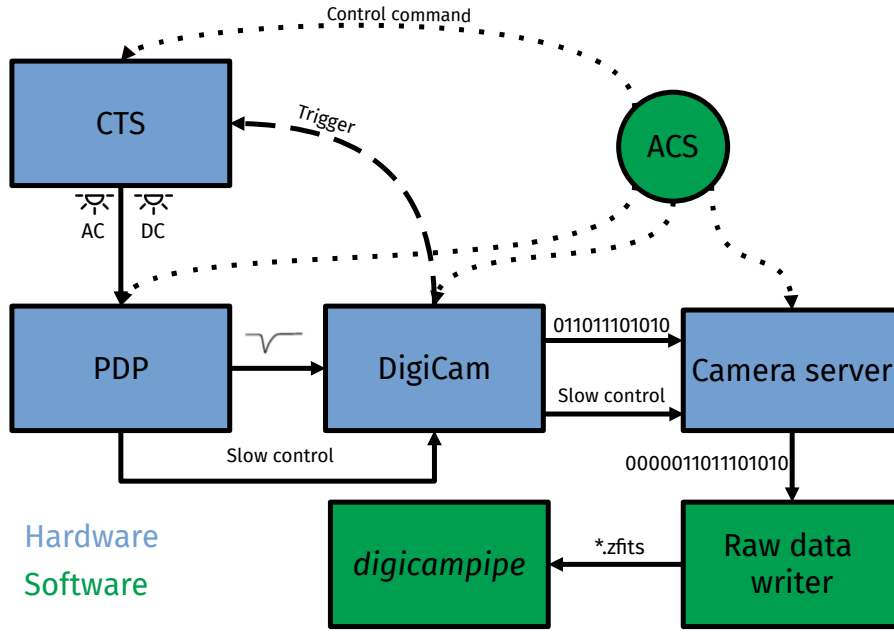 Control command
CTS
Trigger
ACS
AC
DC
011011101010
PDP
DigiCam
Camera server
Slow control
Slow control
0000011011101010
Hardware
Software
*.zfits
digicampipe
Raw data
writer